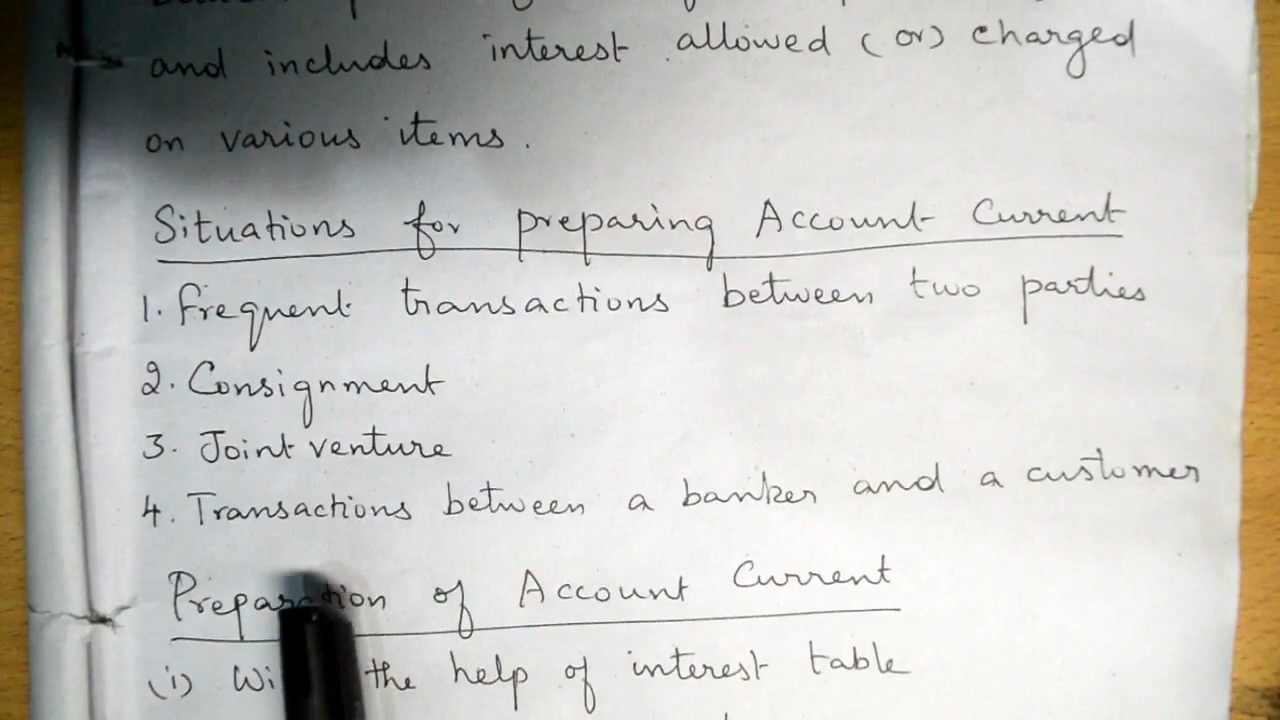 and includes interest allowed (or) charged
on various items.
Situations for preparing Account Current
1. Frequent transactions between two parties
2. Consignment
3. Joint venture
4. Transactions between a banker and a customer
Preparation of Account Current
(i) the help of interest table